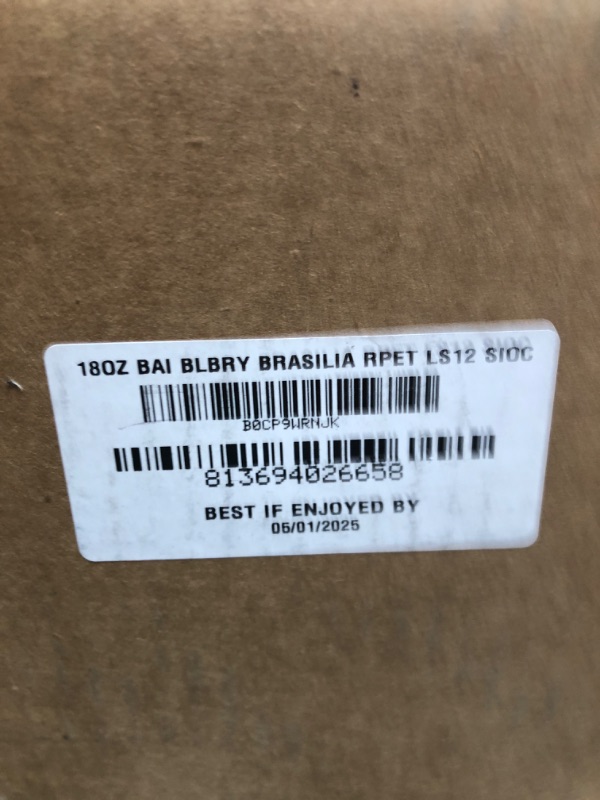 18OZ BAI BLBRY BRASILIA RPET LS12 SIOC
B0CP9WRNJK
813694026658
BEST IF ENJOYED BY
05/01/2025